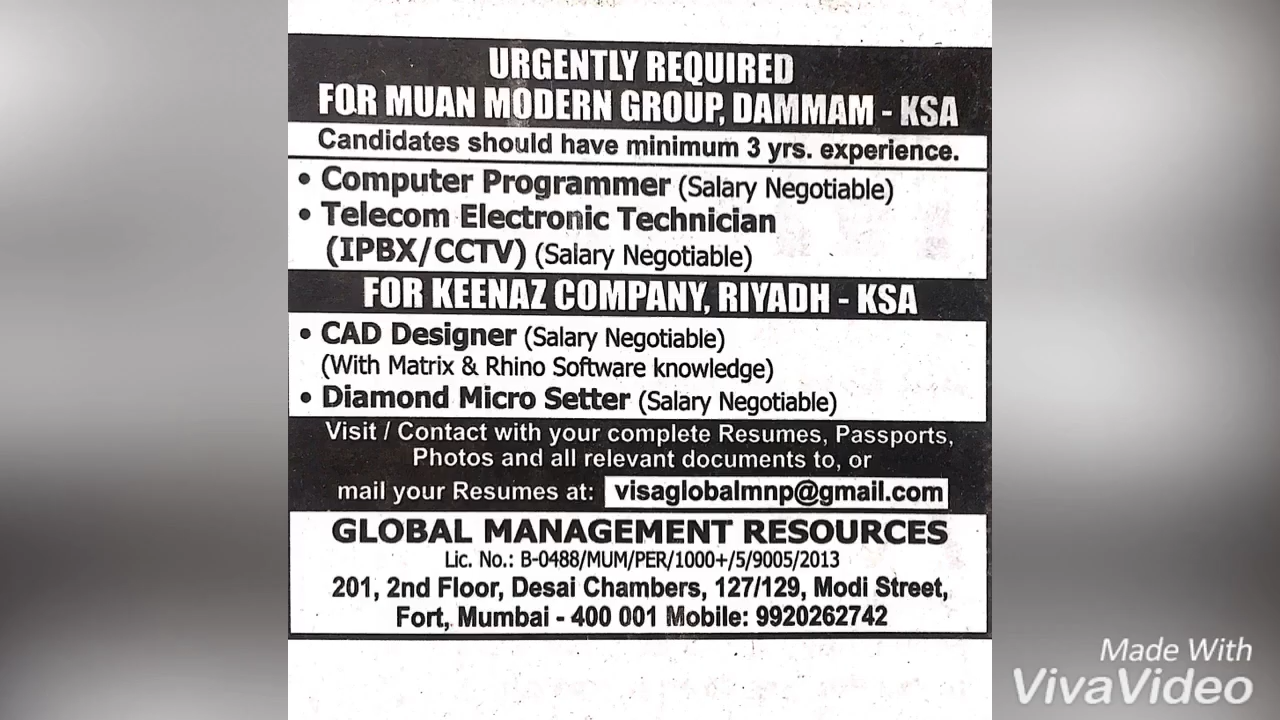 URGENTLY REQUIRED
FOR MUAN MODERN GROUP, DAMMAM - KSA
Candidates should have minimum 3 yrs. experience.
• Computer Programmer (Salary Negotiable)
• Telecom Electronic Technician
(IPBX/CCTV) (Salary Negotiable)
FOR KEENAZ COMPANY, RIYADH - KSA
• CAD Designer (Salary Negotiable)
(With Matrix & Rhino Software knowledge)
• Diamond Micro Setter (Salary Negotiable)
Visit / Contact with your complete Resumes, Passports,
Photos and all relevant documents to, or
mail your Resumes at: visaglobalmnp@gmail.com
GLOBAL MANAGEMENT RESOURCES
Lic. No.: B-0488/MUM/PER/1000+/5/9005/2013
201, 2nd Floor, Desai Chambers, 127/129, Modi Street,
Fort, Mumbai - 400 001 Mobile: 9920262742
Made With
VivaVideo